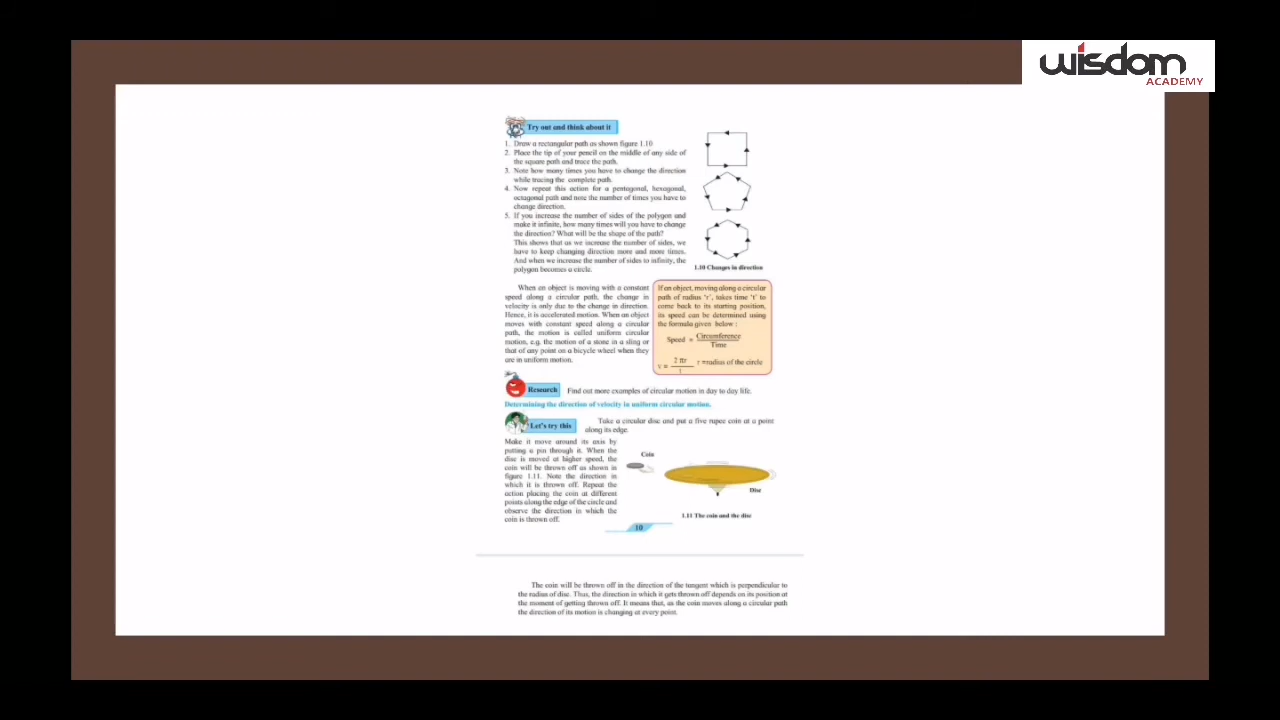 wisdom
ACADEMY
Try out and think about it
1. Draw a rectangular path as shown figure 1.10
2. Place the tip of your pencil on the middle of any side of
the square path and trace the path.
3. Note how many times you have to change the direction
while tracing the complete path.
4. Now repeat this action for a pentagonal, hexagonal,
octagonal path and note the number of times you have to
change direction.
5. If you increase the number of sides of the polygon and
make it infinite, how many times will you have to change
the direction? What will be the shape of the path?
This shows that as we increase the number of sides, we
have to keep changing direction more and more times.
And when we increase the number of sides to infinity, the
polygon becomes a circle.
1.10 Changes in direction
When an object is moving with a constant
speed along a circular path, the change in
velocity is only due to the change in direction.
Hence, it is accelerated motion. When an object
moves with constant speed along a circular
path, the motion is called uniform circular
motion, e.g. the motion of a stone in a sling or
that of any point on a bicycle wheel when they
are in uniform motion.
If an object, moving along a circular
path of radius 'r', takes time 't' to
come back to its starting position,
its speed can be determined using
the formula given below :
Speed = Circumference
Time
v = 2 πr r =radius of the circle
t
Research Find out more examples of circular motion in day to day life.
Determining the direction of velocity in uniform circular motion.
Let's try this
Take a circular disc and put a five rupee coin at a point
along its edge.
Make it move around its axis by
putting a pin through it. When the
disc is moved at higher speed, the
coin will be thrown off as shown in
figure 1.11. Note the direction in
which it is thrown off. Repeat the
action placing the coin at different
points along the edge of the circle and
observe the direction in which the
coin is thrown off.
Coin
Disc
1.11 The coin and the disc
10
The coin will be thrown off in the direction of the tangent which is perpendicular to
the radius of disc. Thus, the direction in which it gets thrown off depends on its position at
the moment of getting thrown off. It means that, as the coin moves along a circular path
the direction of its motion is changing at every point.